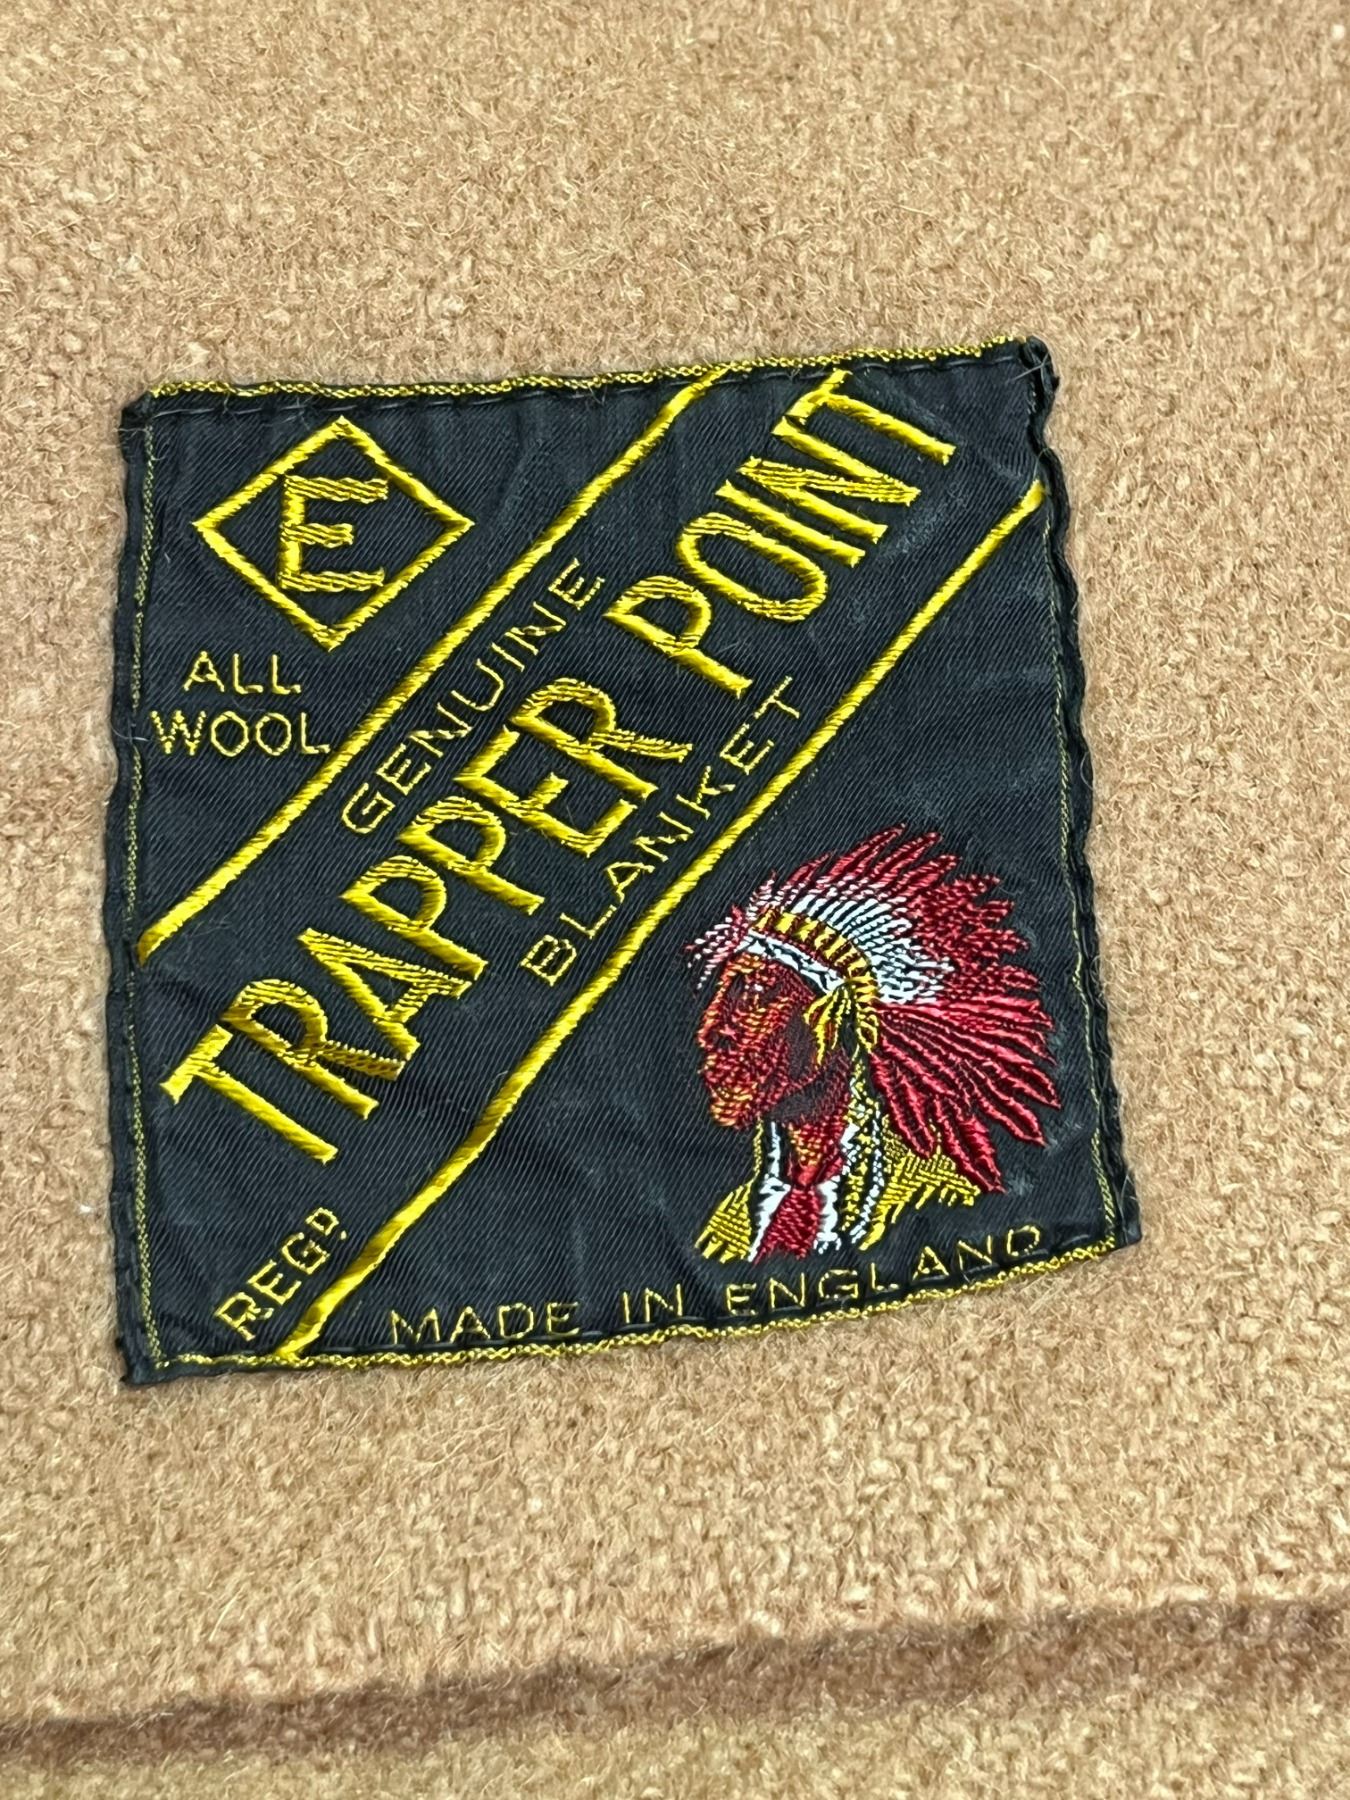 E
ALL
WOOL
GENUINE
TRAPPER POINT
BLANKET
REGD
MADE IN ENGLAND